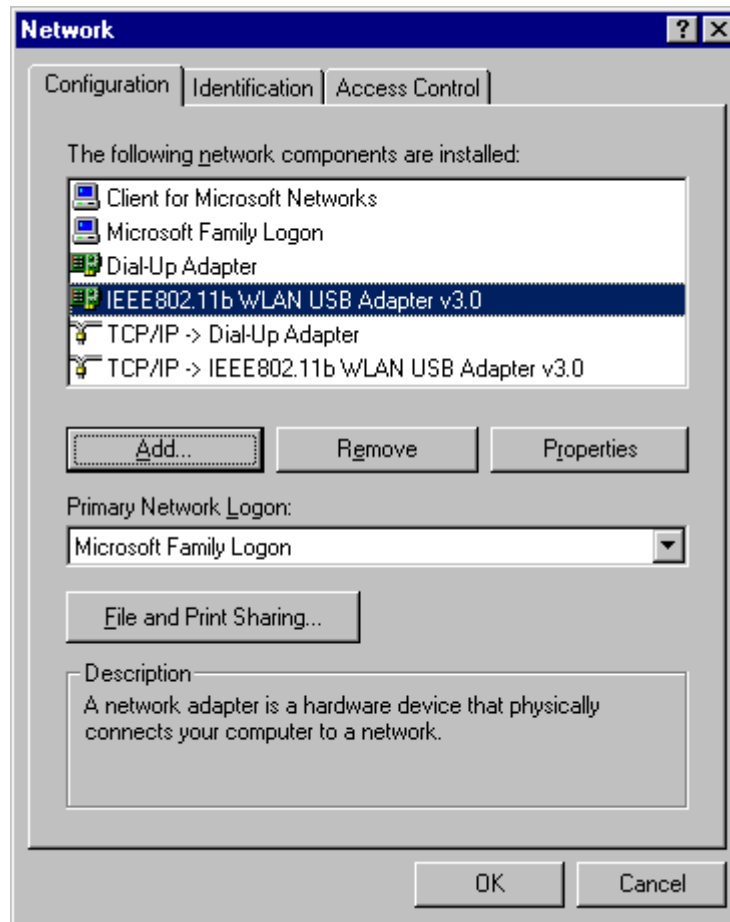 Network
Configuration Identification Access Control
The following network components are installed:
Client for Microsoft Networks
Microsoft Family Logon
Dial-Up Adapter
IEEE802.11b WLAN USB Adapter v3.0
TCP/IP -> Dial-Up Adapter
TCP/IP -> IEEE802.11b WLAN USB Adapter v3.0
Add... Remove Properties
Primary Network Logon:
Microsoft Family Logon
File and Print Sharing...
Description
A network adapter is a hardware device that physically
connects your computer to a network.
OK Cancel